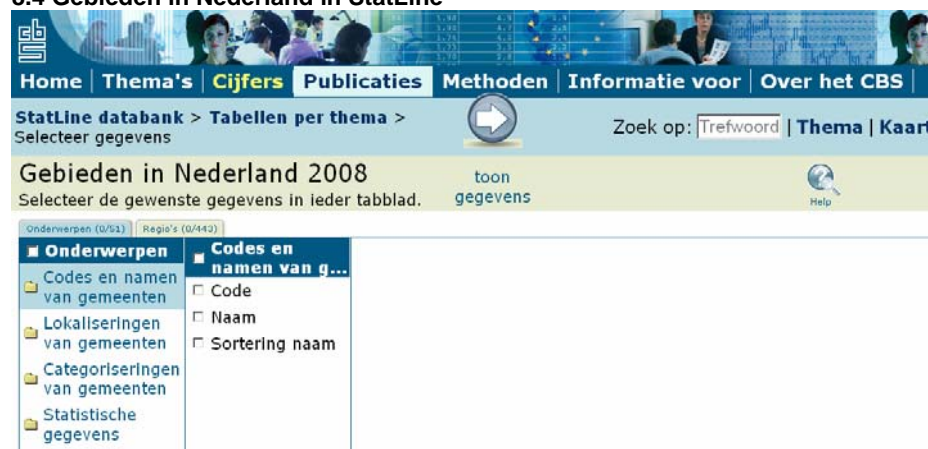 3.4 Gebieden in Nederland in StatLine
Home | Thema's | Cijfers Publicaties Methoden | Informatie voor | Over het CBS |
StatLine databank > Tabellen per thema >
Selecteer gegevens
Zoek op: Trefwoord | Thema | Kaart
Gebieden in Nederland 2008
Selecteer de gewenste gegevens in ieder tabblad.
toon
gegevens
Help
Onderwerpen (0/51) Regio's (0/443)
Onderwerpen
Codes en namen
van gemeenten
Lokaliseringen
van gemeenten
Categoriseringen
van gemeenten
Statistische
gegevens
Codes en
namen van g...
Code
Naam
Sortering naam